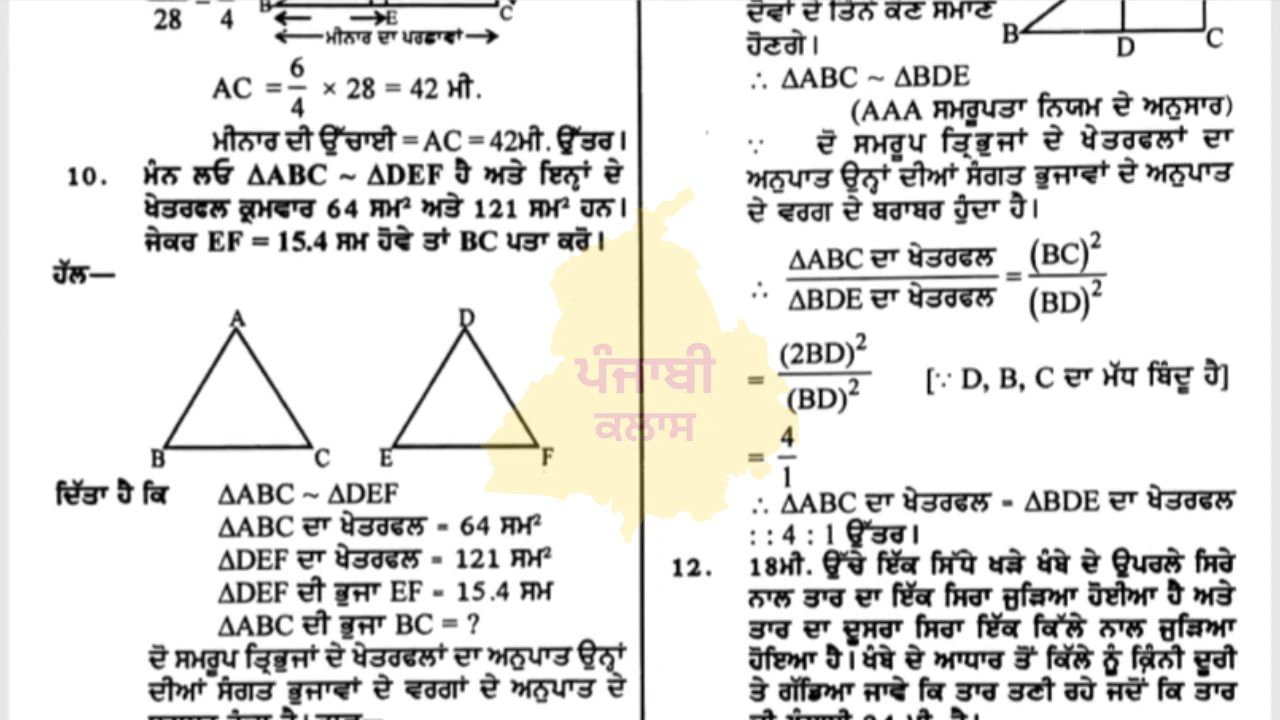 28 4
B E C
ਮੀਨਾਰ ਦਾ ਪਰਛਾਵਾਂ
AC = 6/4 × 28 = 42 ਮੀ.
ਮੀਨਾਰ ਦੀ ਉੱਚਾਈ = AC = 42ਮੀ. ਉੱਤਰ।
10. ਮੰਨ ਲਓ ΔABC ~ ΔDEF ਹੈ ਅਤੇ ਇਨ੍ਹਾਂ ਦੇ
ਖੇਤਰਫਲ ਕ੍ਰਮਵਾਰ 64 ਸਮ² ਅਤੇ 121 ਸਮ² ਹਨ।
ਜੇਕਰ EF = 15.4 ਸਮ ਹੋਵੇ ਤਾਂ BC ਪਤਾ ਕਰੋ।
ਹੱਲ—
A D
B C E F
ਦਿੱਤਾ ਹੈ ਕਿ ΔABC ~ ΔDEF
ΔABC ਦਾ ਖੇਤਰਫਲ = 64 ਸਮ²
ΔDEF ਦਾ ਖੇਤਰਫਲ = 121 ਸਮ²
ΔDEF ਦੀ ਭੁਜਾ EF = 15.4 ਸਮ
ΔABC ਦੀ ਭੁਜਾ BC = ?
ਦੋ ਸਮਰੂਪ ਤ੍ਰਿਭੁਜਾਂ ਦੇ ਖੇਤਰਫਲਾਂ ਦਾ ਅਨੁਪਾਤ ਉਨ੍ਹਾਂ
ਦੀਆਂ ਸੰਗਤ ਭੁਜਾਵਾਂ ਦੇ ਵਰਗਾਂ ਦੇ ਅਨੁਪਾਤ ਦੇ
ਦੋਵਾਂ ਦੇ ਤਿੰਨੇ ਕੋਣ ਸਮਾਣ
ਹੋਣਗੇ।
B D C
∴ ΔABC ~ ΔBDE
(AAA ਸਮਰੂਪਤਾ ਨਿਯਮ ਦੇ ਅਨੁਸਾਰ)
∵ ਦੋ ਸਮਰੂਪ ਤ੍ਰਿਭੁਜਾਂ ਦੇ ਖੇਤਰਫਲਾਂ ਦਾ
ਅਨੁਪਾਤ ਉਨ੍ਹਾਂ ਦੀਆਂ ਸੰਗਤ ਭੁਜਾਵਾਂ ਦੇ ਅਨੁਪਾਤ
ਦੇ ਵਰਗ ਦੇ ਬਰਾਬਰ ਹੁੰਦਾ ਹੈ।
∴ ΔABC ਦਾ ਖੇਤਰਫਲ / ΔBDE ਦਾ ਖੇਤਰਫਲ = (BC)² / (BD)²
= (2BD)² / (BD)² [∵ D, B, C ਦਾ ਮੱਧ ਬਿੰਦੂ ਹੈ]
= 4/1
∴ ΔABC ਦਾ ਖੇਤਰਫਲ = ΔBDE ਦਾ ਖੇਤਰਫਲ
: : 4 : 1 ਉੱਤਰ।
12. 18ਮੀ. ਉੱਚੇ ਇੱਕ ਸਿੱਧੇ ਖੜੇ ਖੰਬੇ ਦੇ ਉਪਰਲੇ ਸਿਰੇ
ਨਾਲ ਤਾਰ ਦਾ ਇੱਕ ਸਿਰਾ ਜੁੜਿਆ ਹੋਈਆ ਹੈ ਅਤੇ
ਤਾਰ ਦਾ ਦੂਸਰਾ ਸਿਰਾ ਇੱਕ ਕਿੱਲੇ ਨਾਲ ਜੁੜਿਆ
ਹੋਇਆ ਹੈ। ਖੰਬੇ ਦੇ ਆਧਾਰ ਤੋਂ ਕਿੱਲੇ ਨੂੰ ਕਿੰਨੀ ਦੂਰੀ
ਤੇ ਗੱਡਿਆ ਜਾਵੇ ਕਿ ਤਾਰ ਤਣੀ ਰਹੇ ਜਦੋਂ ਕਿ ਤਾਰ
ਪੰਜਾਬੀ
ਕਲਾਸ